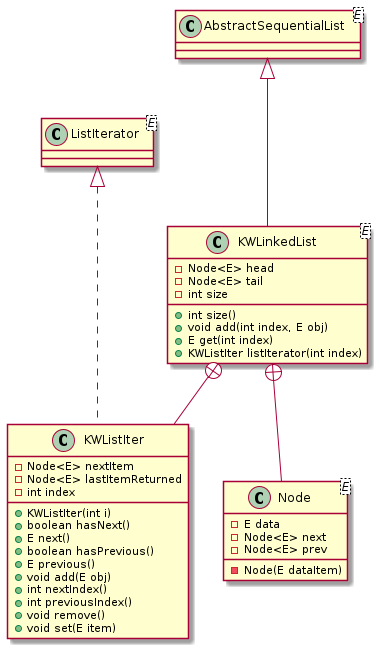 C AbstractSequentialList E
C ListIterator E
C KWLinkedList E
Node<E> head
Node<E> tail
int size
int size()
void add(int index, E obj)
E get(int index)
KWListIter listIterator(int index)
C KWListIter
Node<E> nextItem
Node<E> lastItemReturned
int index
KWListIter(int i)
boolean hasNext()
E next()
boolean hasPrevious()
E previous()
void add(E obj)
int nextIndex()
int previousIndex()
void remove()
void set(E item)
C Node E
E data
Node<E> next
Node<E> prev
Node(E dataItem)